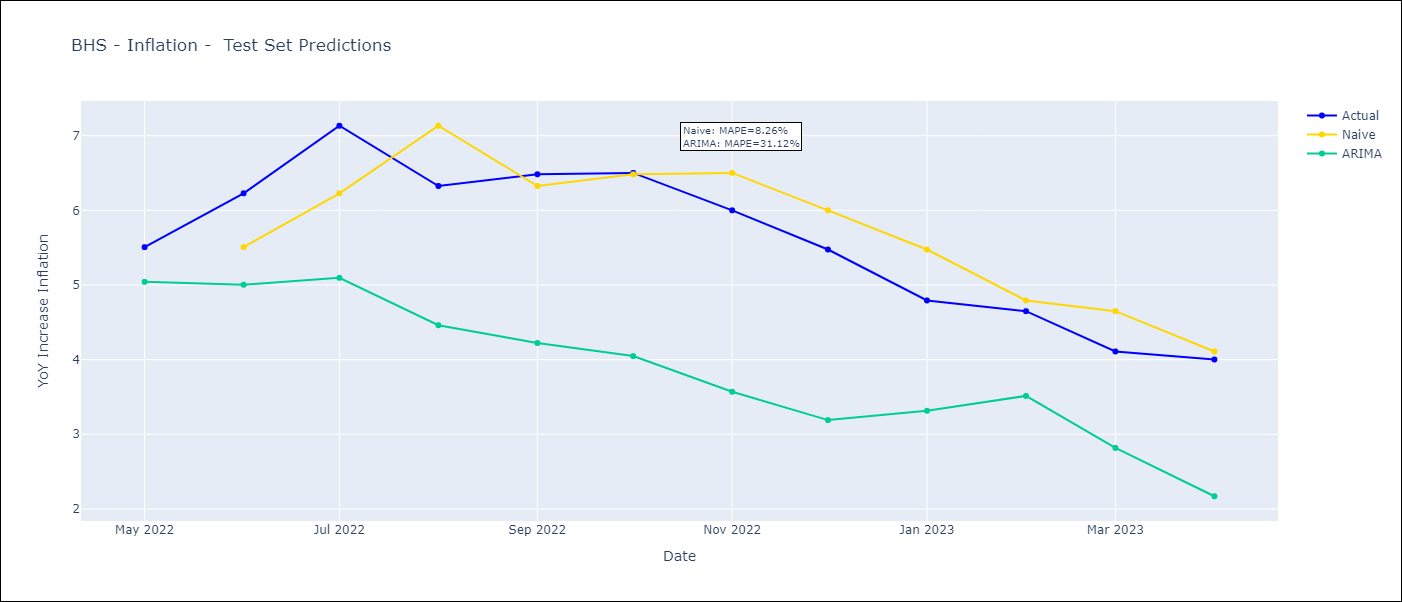 BHS - Inflation -  Test Set Predictions
Actual
Naive
ARIMA
Naive: MAPE=8.26%
ARIMA: MAPE=31.12%
YoY Increase Inflation
7
6
5
4
3
2
May 2022
Jul 2022
Sep 2022
Nov 2022
Jan 2023
Mar 2023
Date